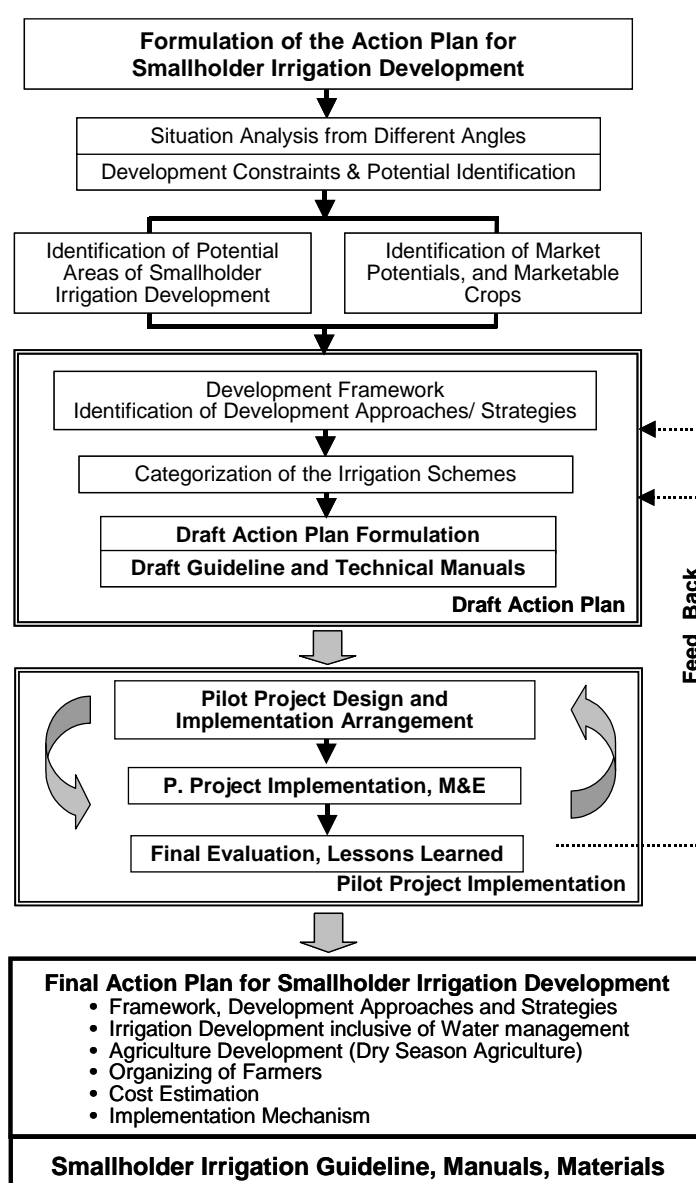 Formulation of the Action Plan for
Smallholder Irrigation Development
Situation Analysis from Different Angles
Development Constraints & Potential Identification
Identification of Potential
Areas of Smallholder
Irrigation Development
Identification of Market
Potentials, and Marketable
Crops
Development Framework
Identification of Development Approaches/ Strategies
Categorization of the Irrigation Schemes
Draft Action Plan Formulation
Draft Guideline and Technical Manuals
Draft Action Plan
Feed Back
Pilot Project Design and
Implementation Arrangement
P. Project Implementation, M&E
Final Evaluation, Lessons Learned
Pilot Project Implementation
Final Action Plan for Smallholder Irrigation Development
• Framework, Development Approaches and Strategies
• Irrigation Development inclusive of Water management
• Agriculture Development (Dry Season Agriculture)
• Organizing of Farmers
• Cost Estimation
• Implementation Mechanism
Smallholder Irrigation Guideline, Manuals, Materials